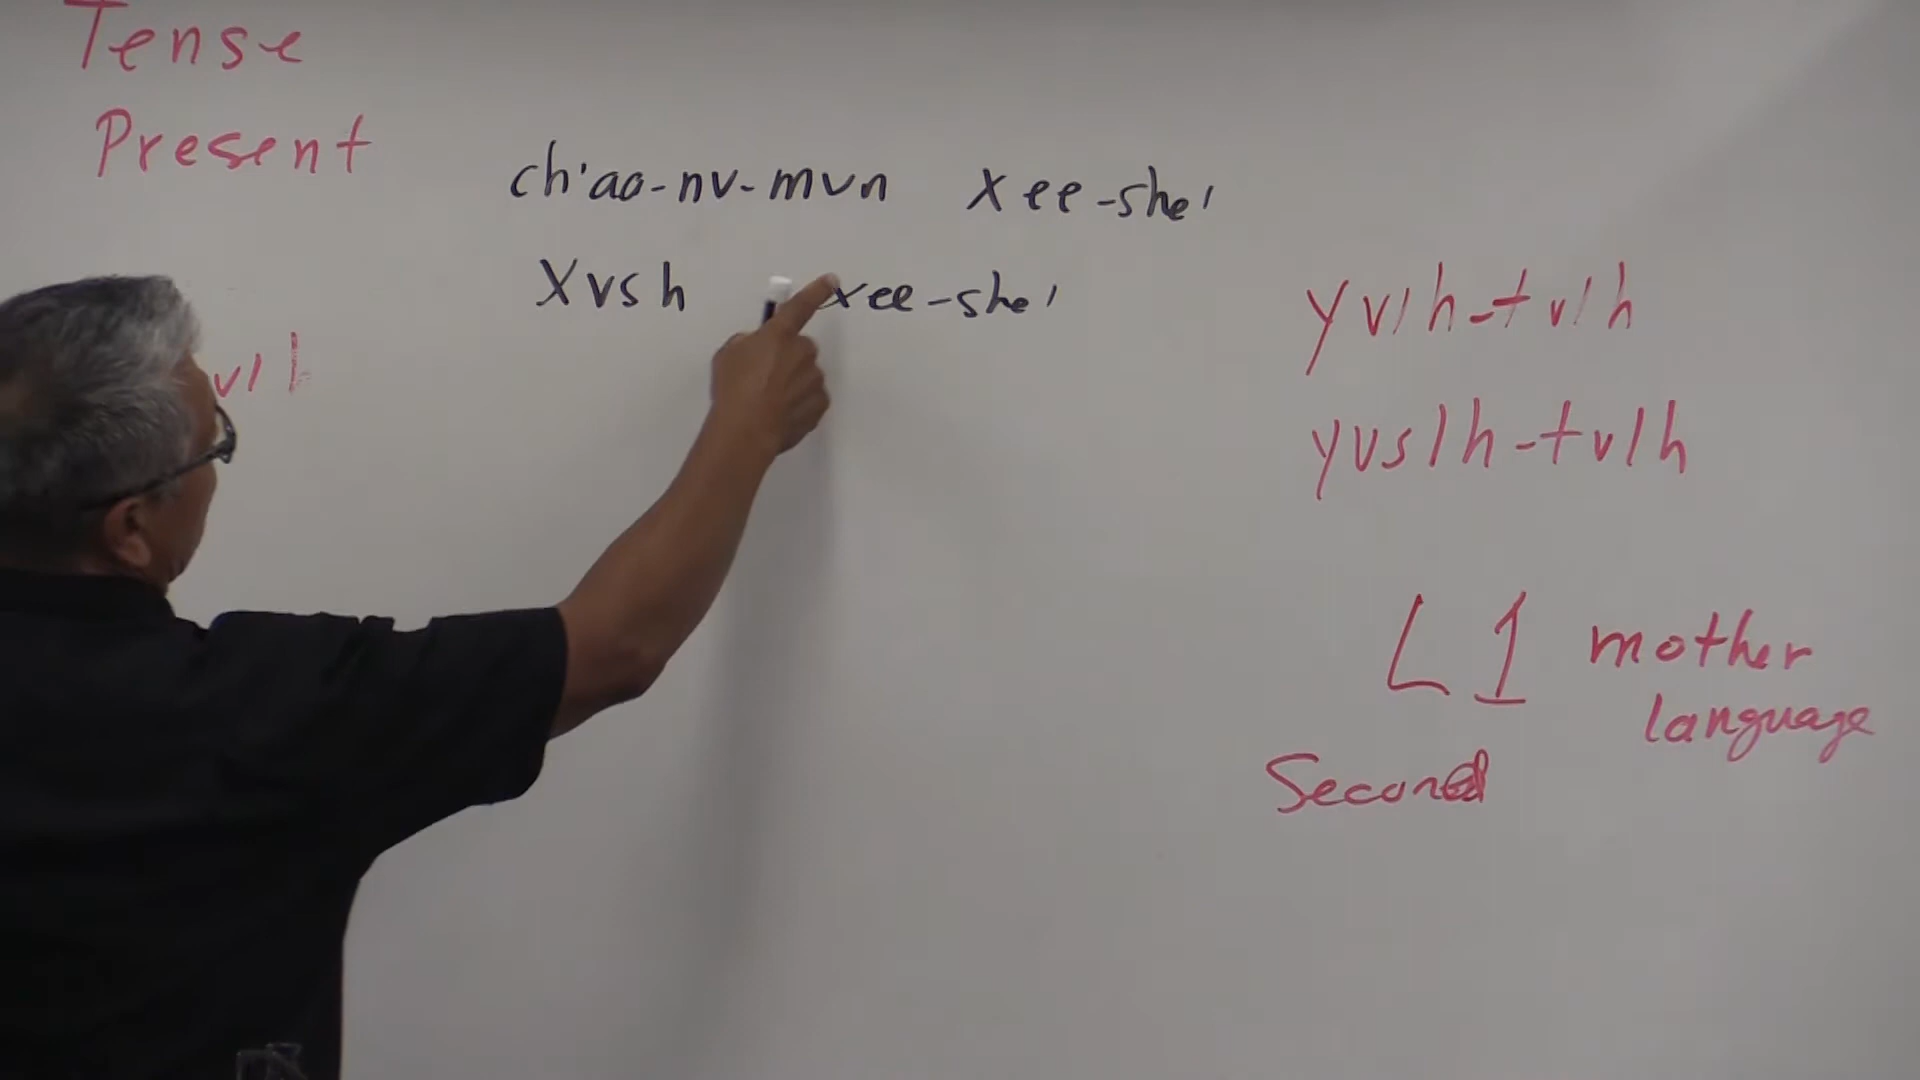 Tense
Present
ch'ao-nv-mvn xee-she'
xvsh xee-she'
vlh
yvlh-tvlh
yvslh-tvlh
L1 mother
language
Second